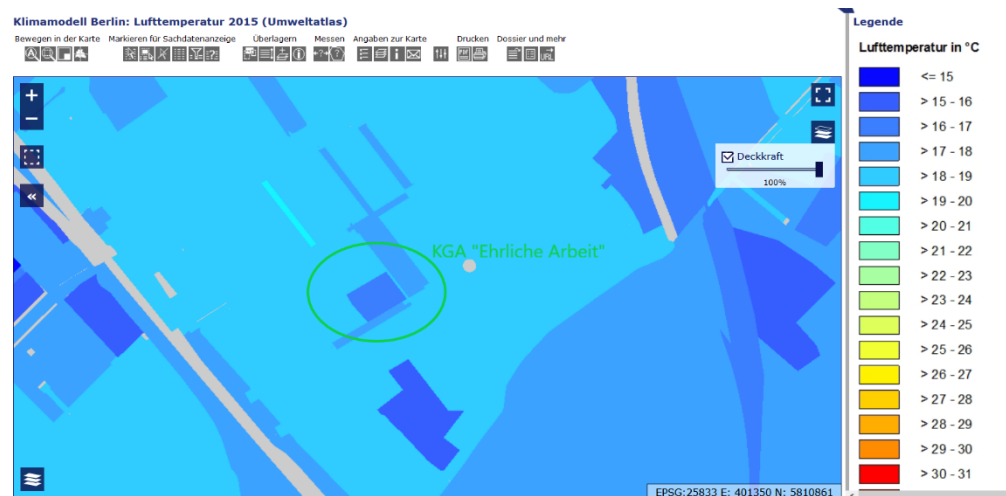 Klimamodell Berlin: Lufttemperatur 2015 (Umweltatlas)
Bewegen in der Karte Markieren für Sachdatenanzeige Überlagern Messen Angaben zur Karte Drucken Dossier und mehr
Deckkraft
100%
KGA "Ehrliche Arbeit"
EPSG:25833 E: 401350 N: 5810861
Legende
Lufttemperatur in °C
<= 15
> 15 - 16
> 16 - 17
> 17 - 18
> 18 - 19
> 19 - 20
> 20 - 21
> 21 - 22
> 22 - 23
> 23 - 24
> 24 - 25
> 25 - 26
> 26 - 27
> 27 - 28
> 28 - 29
> 29 - 30
> 30 - 31